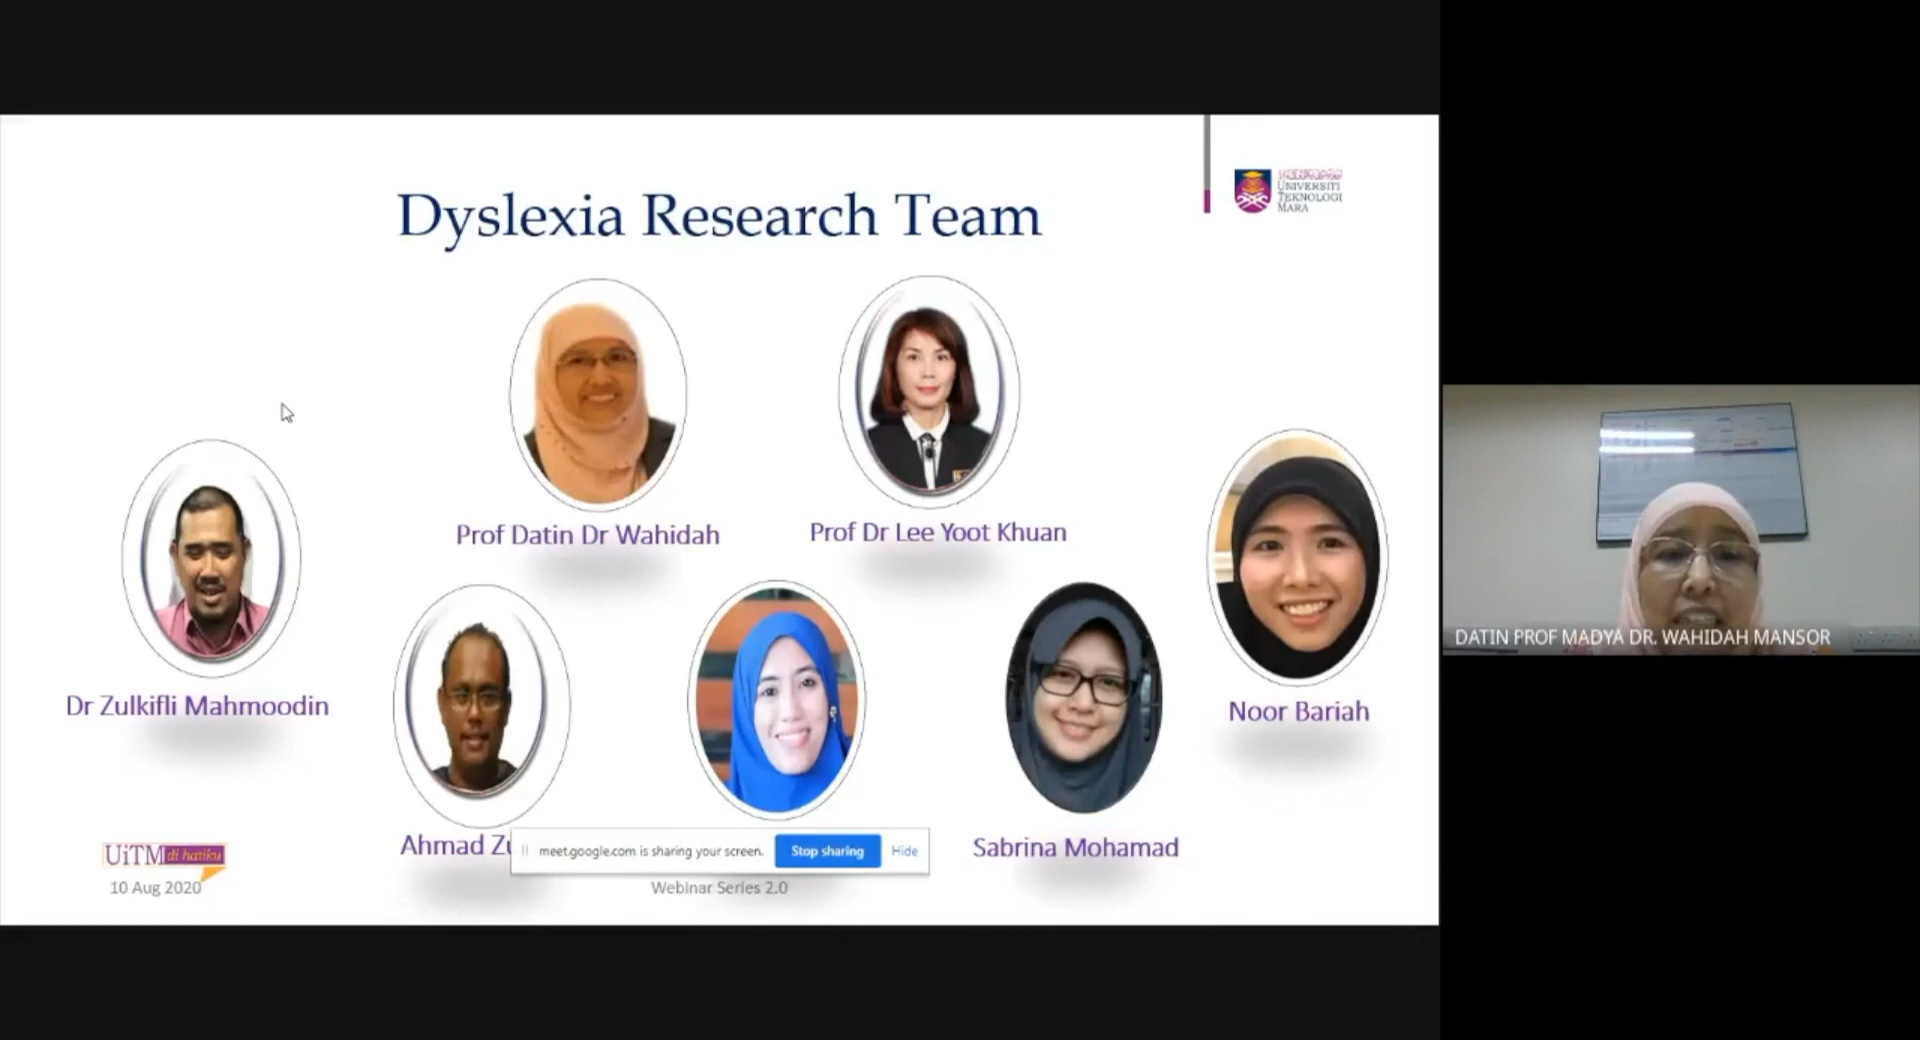 Dyslexia Research Team
UNIVERSITI
TEKNOLOGI
MARA
Prof Datin Dr Wahidah
Prof Dr Lee Yoot Khuan
Dr Zulkifli Mahmoodin
Noor Bariah
Ahmad Zu
Sabrina Mohamad
meet.google.com is sharing your screen.
Stop sharing
Hide
UiTM di hatiku
10 Aug 2020
Webinar Series 2.0
DATIN PROF MADYA DR. WAHIDAH MANSOR